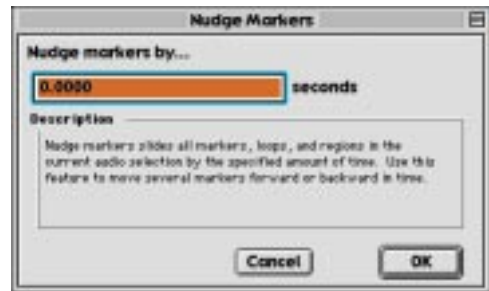 Nudge Markers
Nudge markers by...
0.0000 seconds
Description
Nudge markers slides all markers, loops, and regions in the
current audio selection by the specified amount of time. Use this
feature to move several markers forward or backward in time.
Cancel OK